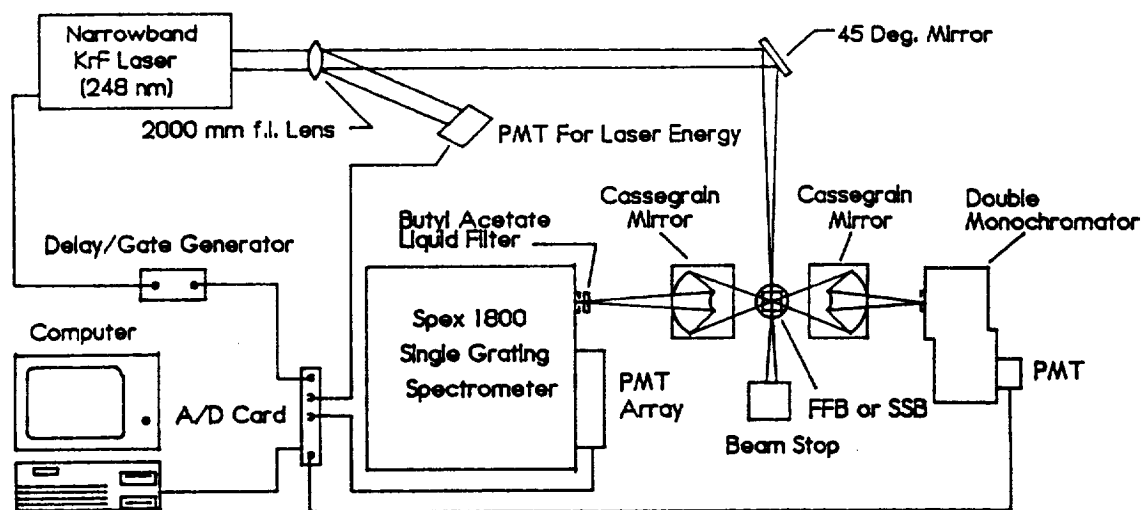 Narrowband
KrF Laser
(248 nm)
45 Deg. Mirror
2000 mm f.l. Lens
PMT For Laser Energy
Cassegrain
Mirror
Cassegrain
Mirror
Double
Monochromator
Butyl Acetate
Liquid Filter
Delay/Gate Generator
Computer
Spex 1800
Single Grating
Spectrometer
PMT
Array
PMT
A/D Card
FFB or SSB
Beam Stop